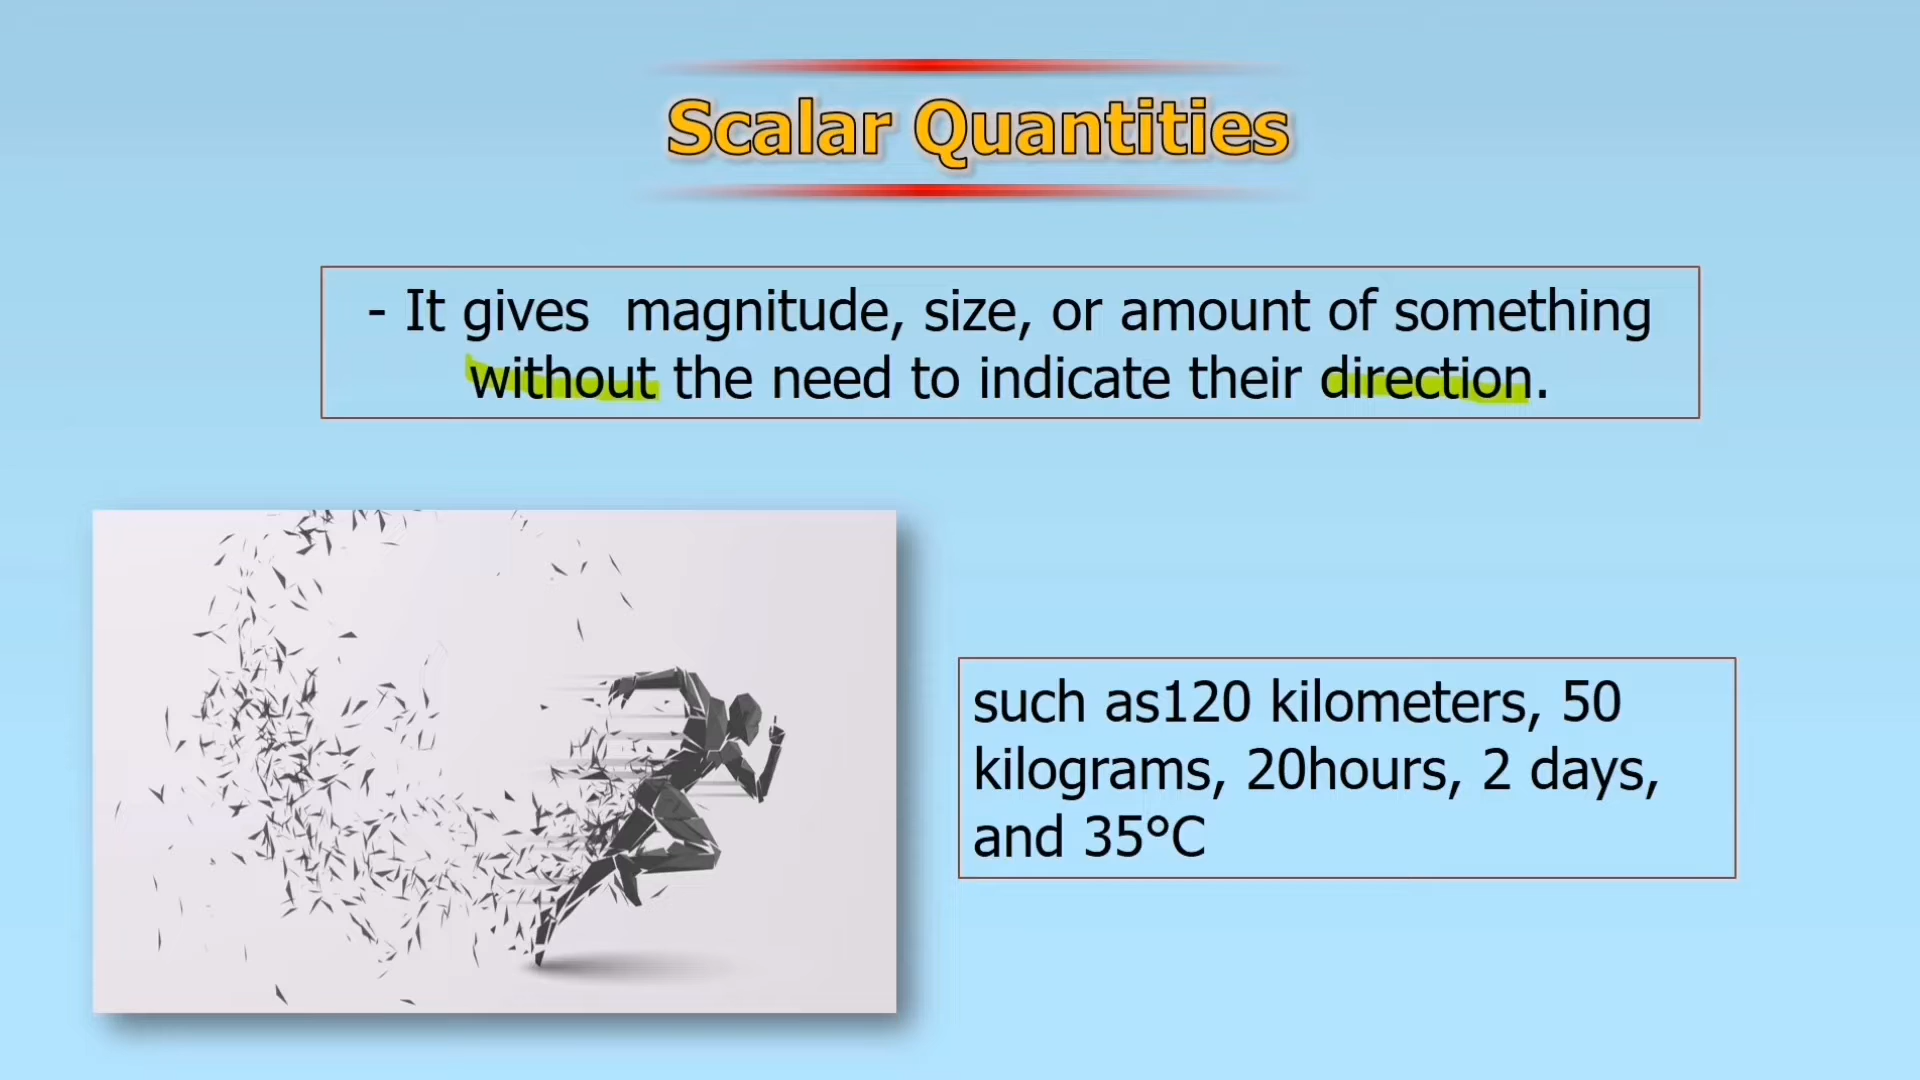 Scalar Quantities
- It gives  magnitude, size, or amount of something
without the need to indicate their direction.
such as120 kilometers, 50
kilograms, 20hours, 2 days,
and 35°C